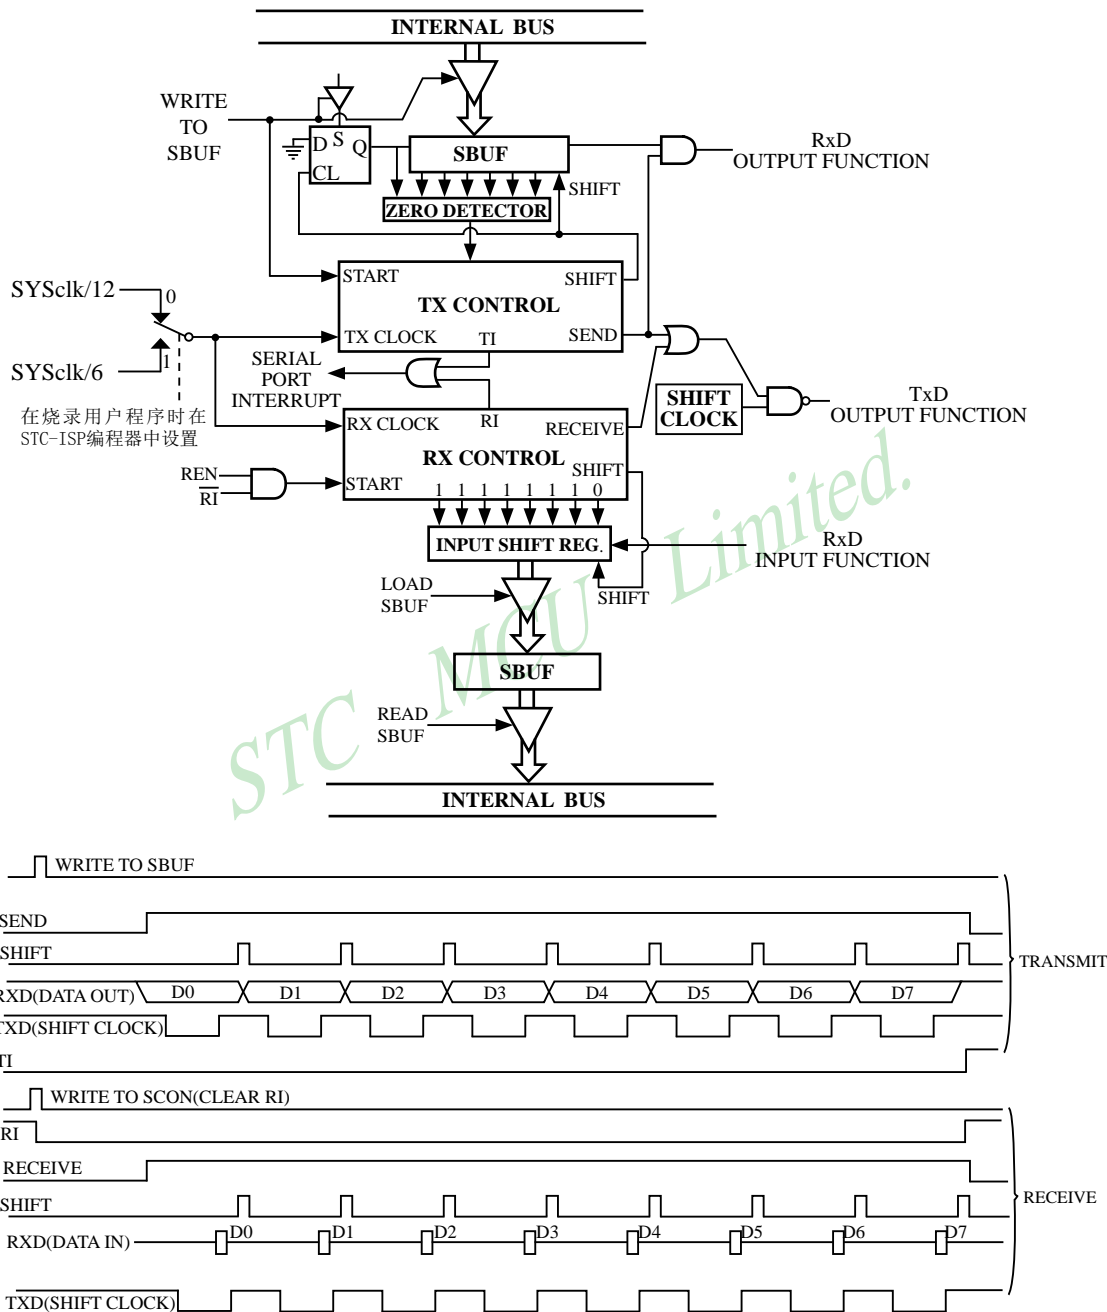 INTERNAL BUS
WRITE
TO
SBUF
D S Q
CL
SBUF
SHIFT
ZERO DETECTOR
RxD
OUTPUT FUNCTION
START
SHIFT
TX CONTROL
TX CLOCK
TI
SEND
SYSclk/12
0
1
SYSclk/6
在烧录用户程序时在
STC-ISP编程器中设置
SERIAL
PORT
INTERRUPT
SHIFT
CLOCK
TxD
OUTPUT FUNCTION
RX CLOCK
RI
RECEIVE
RX CONTROL
SHIFT
START
1 1 1 1 1 1 1 0
REN
R̅I̅
INPUT SHIFT REG.
RxD
INPUT FUNCTION
LOAD
SBUF
SHIFT
SBUF
READ
SBUF
INTERNAL BUS
STC MCU Limited.
WRITE TO SBUF
SEND
SHIFT
RXD(DATA OUT)
D0 D1 D2 D3 D4 D5 D6 D7
TXD(SHIFT CLOCK)
TI
TRANSMIT
WRITE TO SCON(CLEAR RI)
RI
RECEIVE
SHIFT
RXD(DATA IN)
D0 D1 D2 D3 D4 D5 D6 D7
TXD(SHIFT CLOCK)
RECEIVE